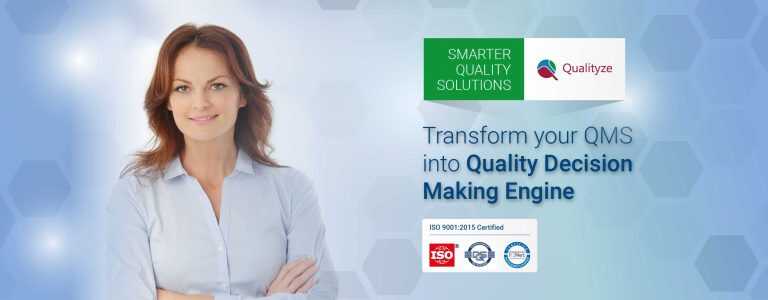 SMARTER
QUALITY
SOLUTIONS
Qualityze
Transform your QMS
into Quality Decision
Making Engine
ISO 9001:2015 Certified
ISO